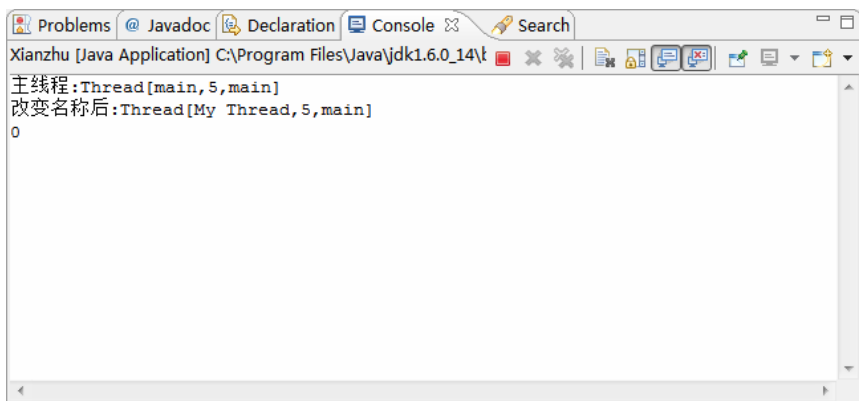 Problems @ Javadoc Declaration Console Search
Xianzhu [Java Application] C:\Program Files\Java\jdk1.6.0_14\b
主线程:Thread[main,5,main]
改变名称后:Thread[My Thread,5,main]
0